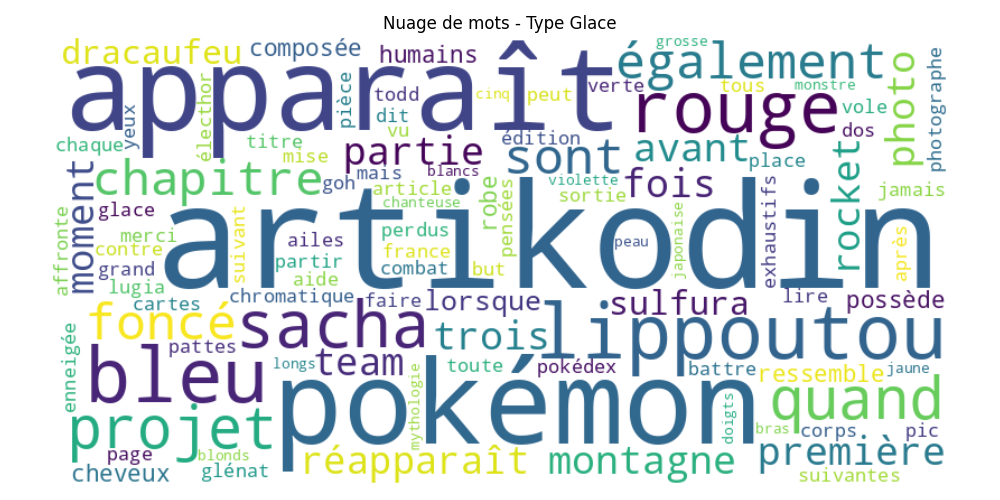 Nuage de mots - Type Glace
dracaufeu
composée
humains
grosse
apparaît
également
photo
photographe
yeux
électhor
pièce
todd
cinq
peut
verte
tous
monstre
dit
rouge
vole
dos
chaque
titre
vu
édition
mise
partie
mais
blancs
sont
avant
place
rocket
moment
chapitre
goh
article
chanteuse
robe
pensées
violette
sortie
fois
exhaustifs
jamais
affronte
glace
merci
contre
suivant
artikodin
ailes
perdus
france
peau
japonaise
après
grand
partir
combat
but
lugia
aide
cartes
chromatique
faire
lorsque
sulfura
lire
possède
foncé
sacha
trois
lippoutou
enneigée
bleu
pattes
team
longs
toute
pokédex
battre
ressemble
jaune
projet
pokémon
mythologie
doigts
quand
bras
corps
pic
page
blonds
réapparaît
montagne
première
cheveux
glénat
suivantes